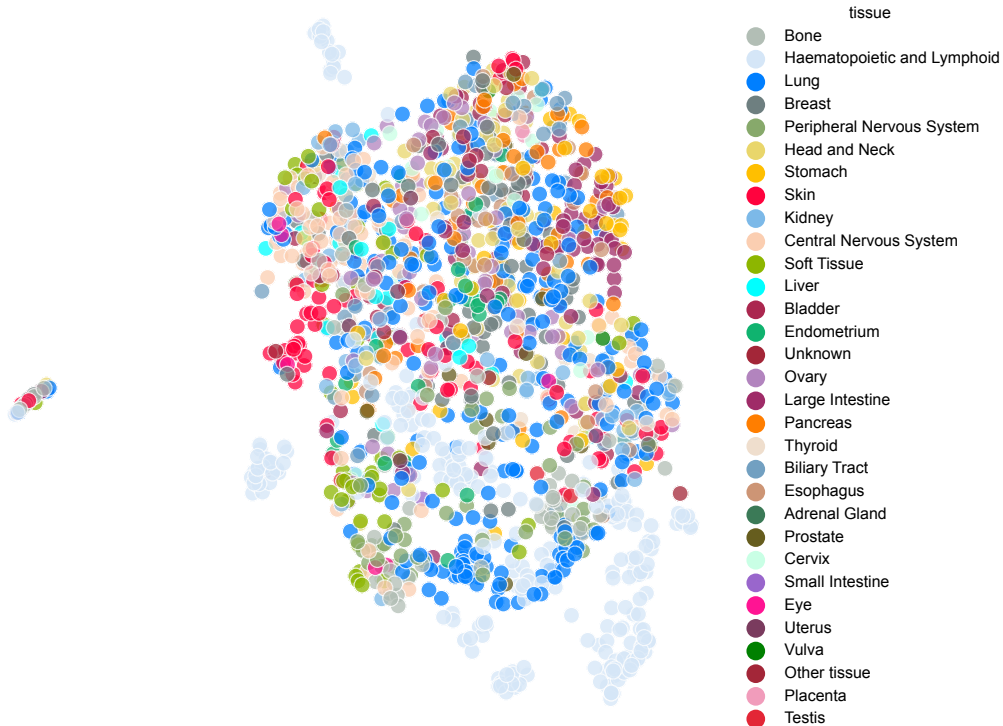 tissue
Bone
Haematopoietic and Lymphoid
Lung
Breast
Peripheral Nervous System
Head and Neck
Stomach
Skin
Kidney
Central Nervous System
Soft Tissue
Liver
Bladder
Endometrium
Unknown
Ovary
Large Intestine
Pancreas
Thyroid
Biliary Tract
Esophagus
Adrenal Gland
Prostate
Cervix
Small Intestine
Eye
Uterus
Vulva
Other tissue
Placenta
Testis